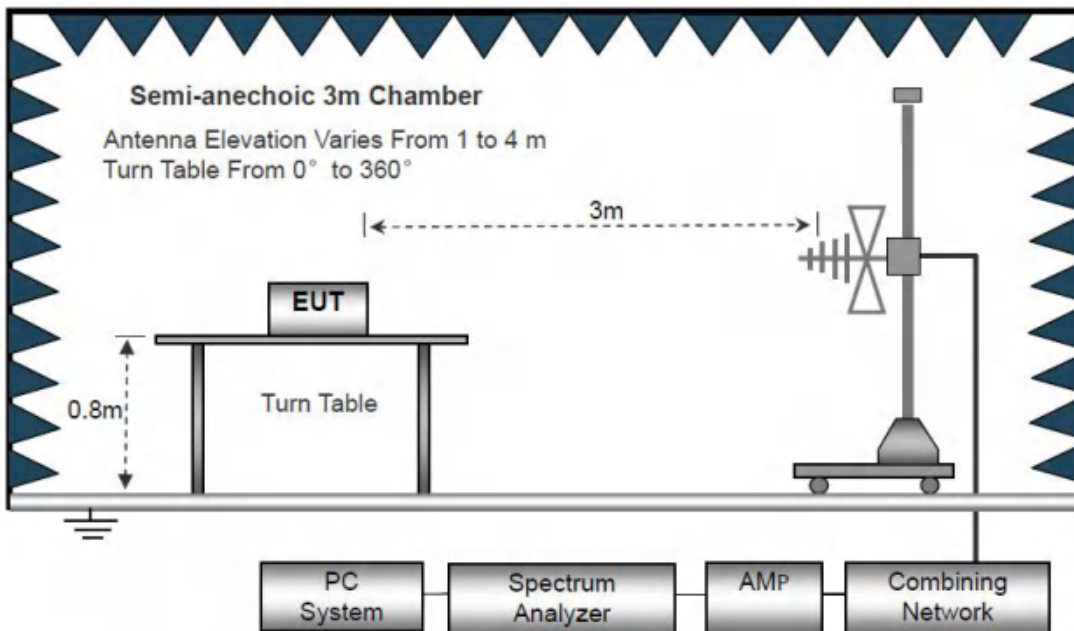 Semi-anechoic 3m Chamber
Antenna Elevation Varies From 1 to 4 m
Turn Table From 0° to 360°
3m
EUT
0.8m
Turn Table
PC
System
Spectrum
Analyzer
AMP
Combining
Network